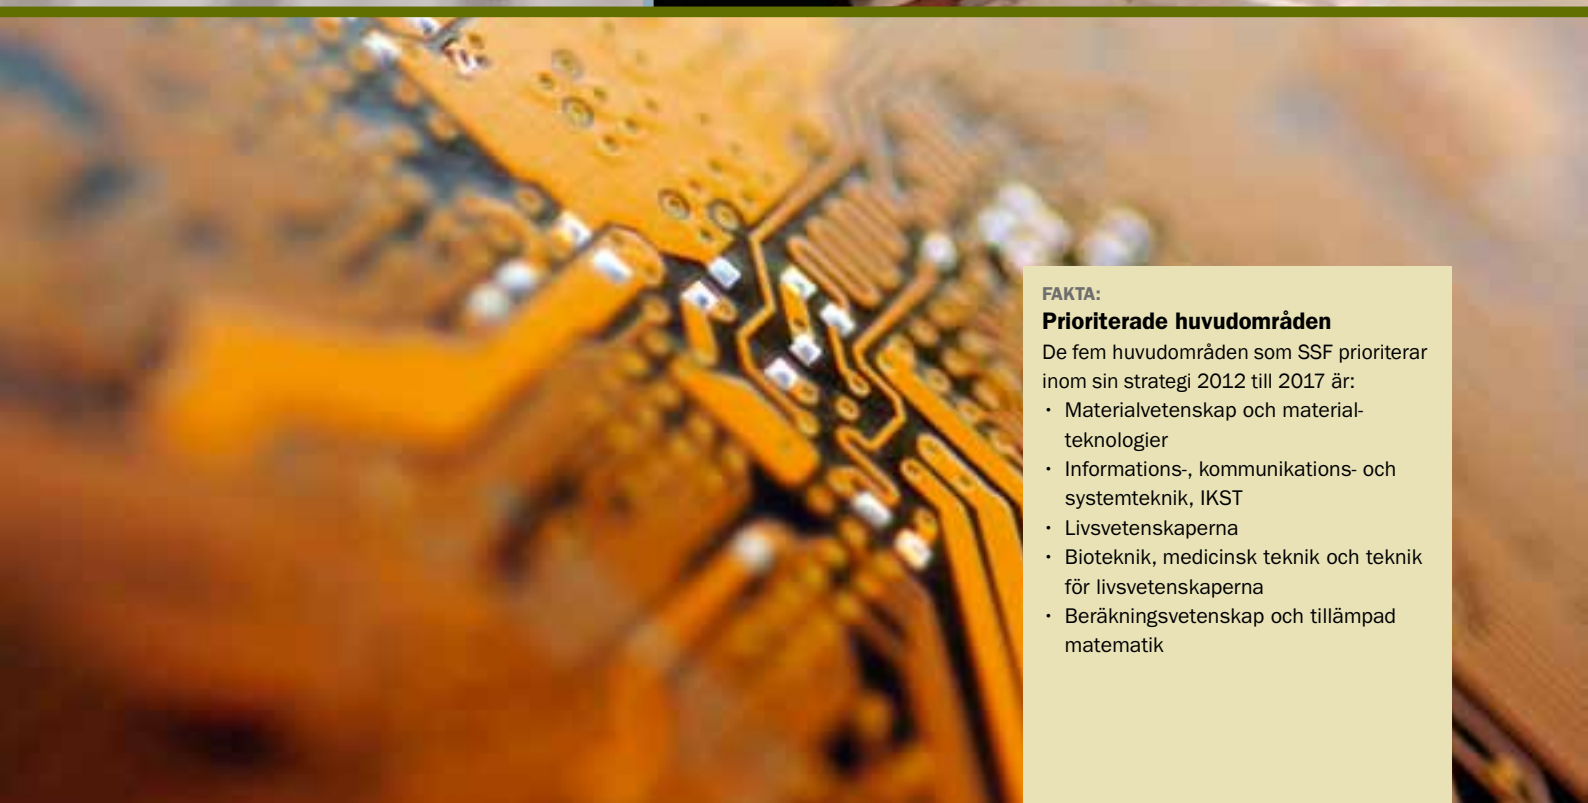 FAKTA:
Prioriterade huvudområden
De fem huvudområden som SSF prioriterar
inom sin strategi 2012 till 2017 är:
· Materialvetenskap och material-
teknologier
· Informations-, kommunikations- och
systemteknik, IKST
· Livsvetenskaperna
· Bioteknik, medicinsk teknik och teknik
för livsvetenskaperna
· Beräkningsvetenskap och tillämpad
matematik